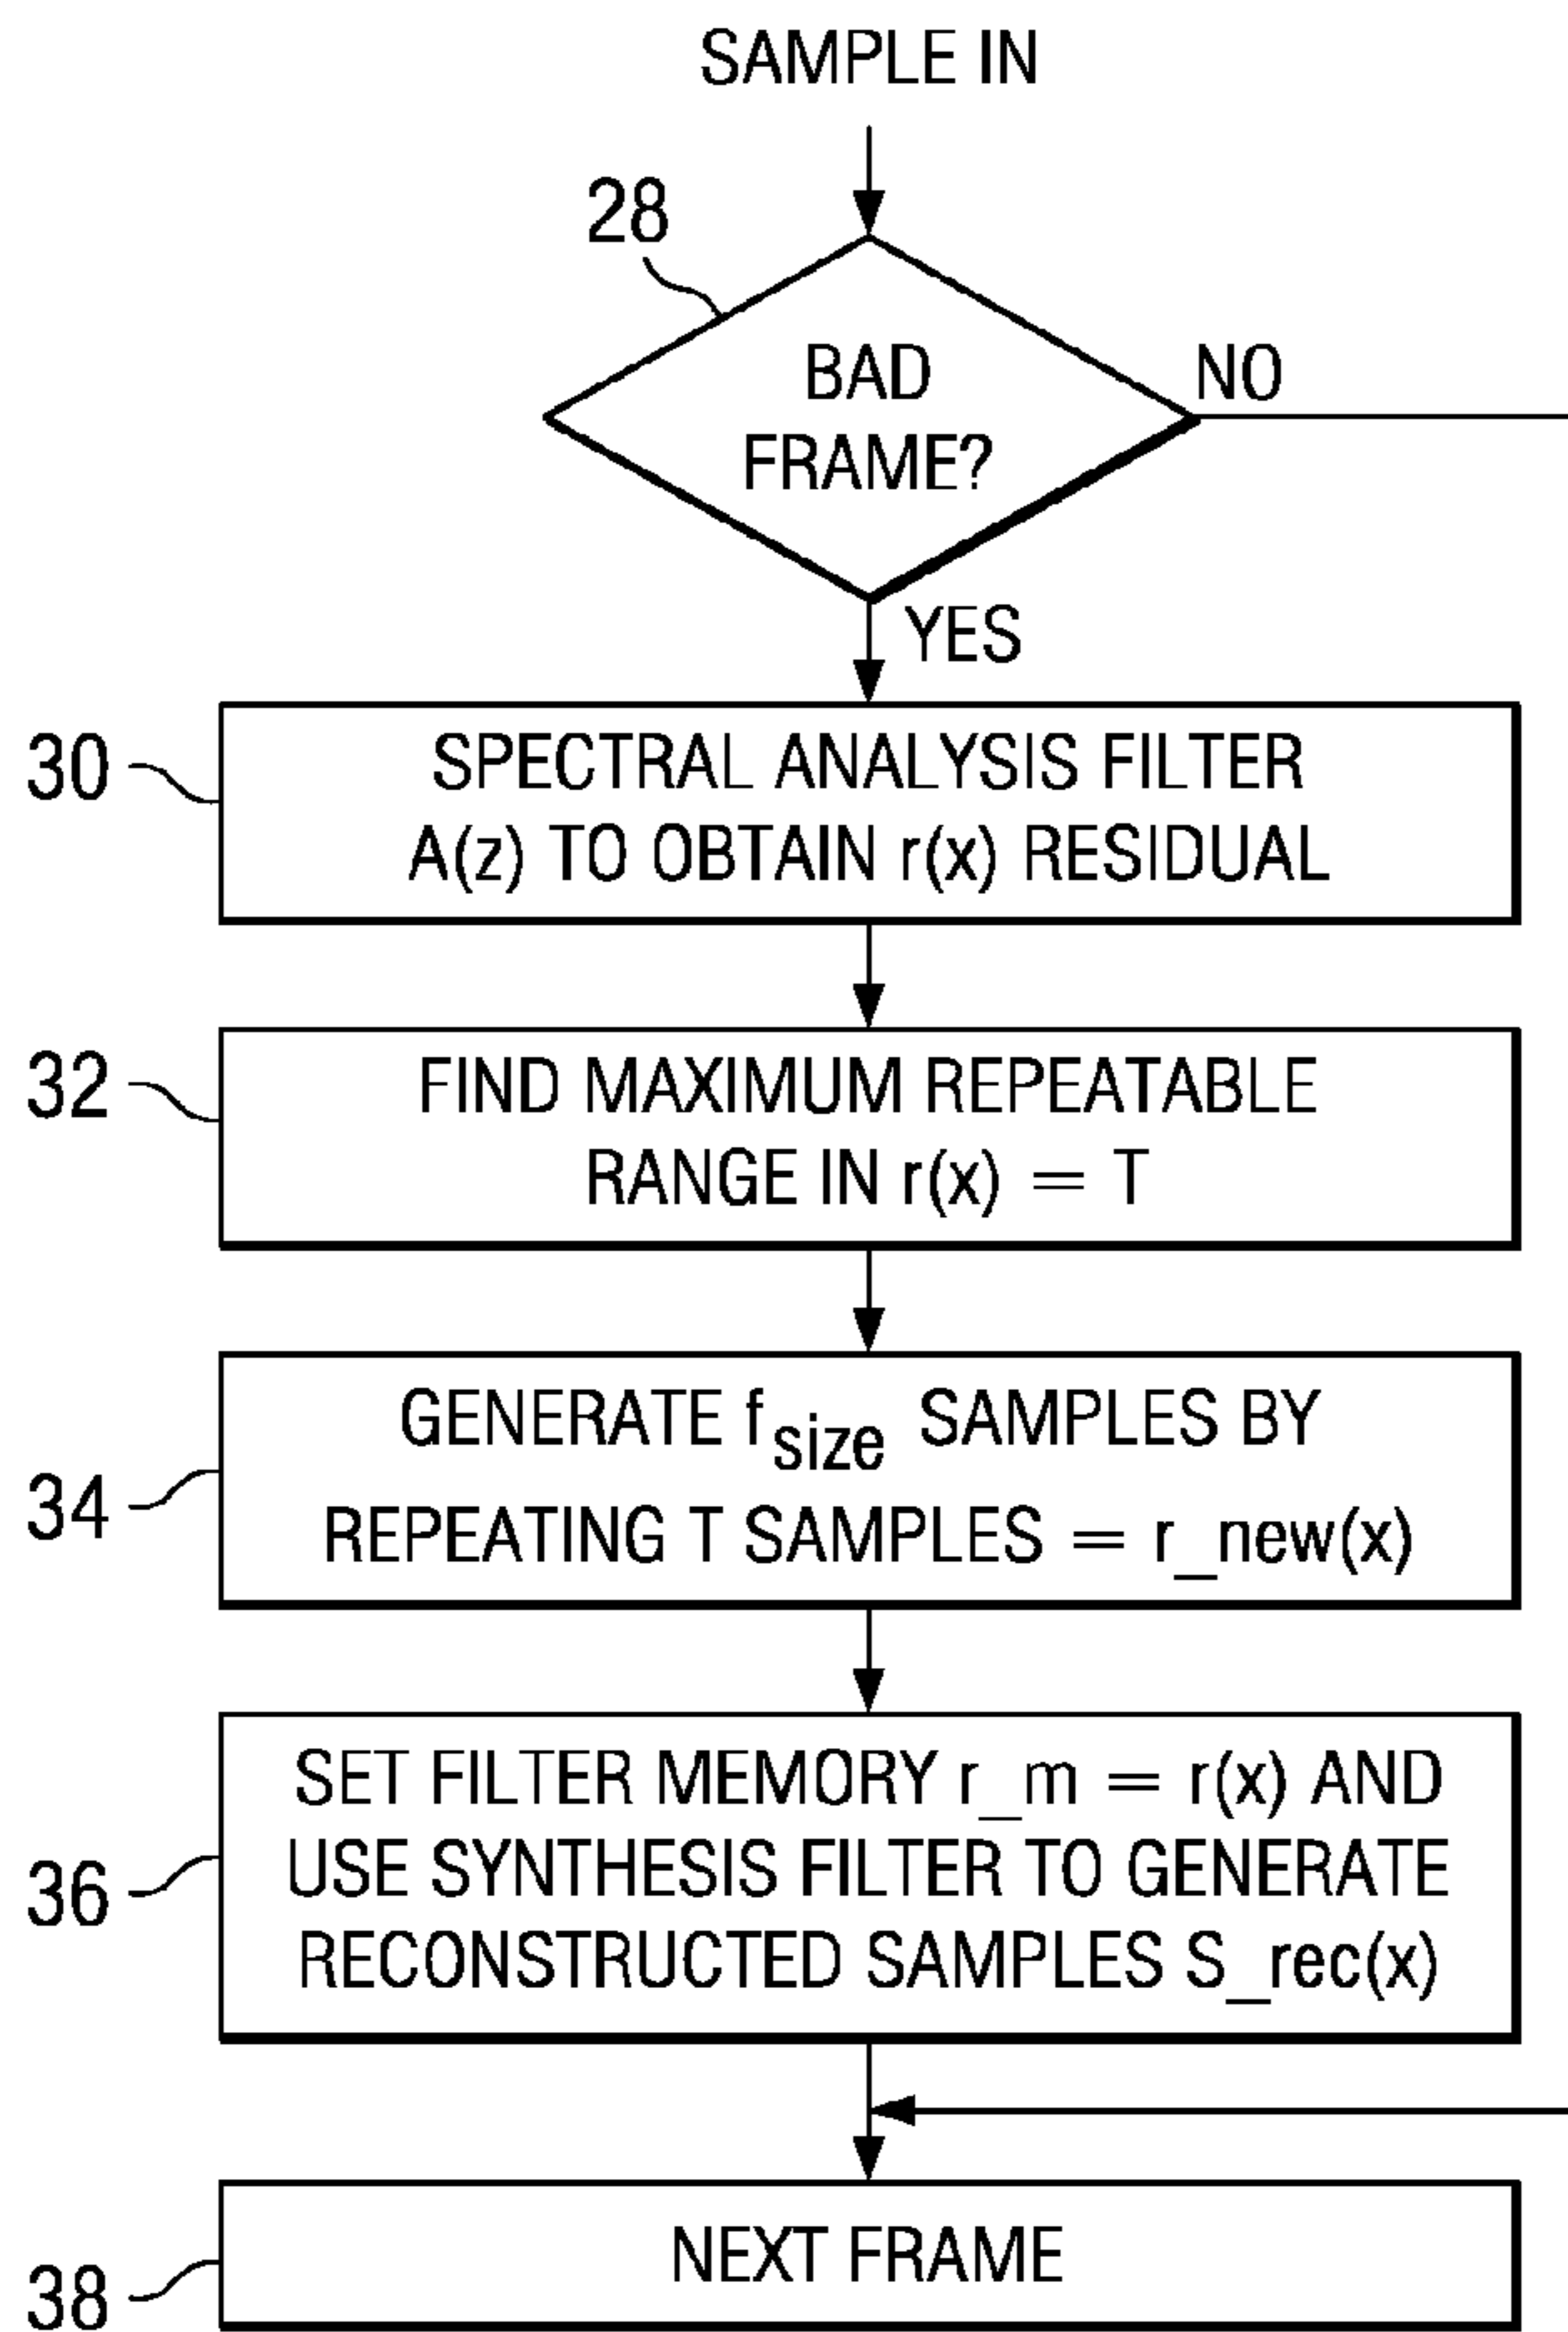 SAMPLE IN
28
BAD
FRAME?
NO
YES
30
SPECTRAL ANALYSIS FILTER
A(z) TO OBTAIN r(x) RESIDUAL
32
FIND MAXIMUM REPEATABLE
RANGE IN r(x) = T
34
GENERATE fsize SAMPLES BY
REPEATING T SAMPLES = r_new(x)
36
SET FILTER MEMORY r_m = r(x) AND
USE SYNTHESIS FILTER TO GENERATE
RECONSTRUCTED SAMPLES S_rec(x)
38
NEXT FRAME